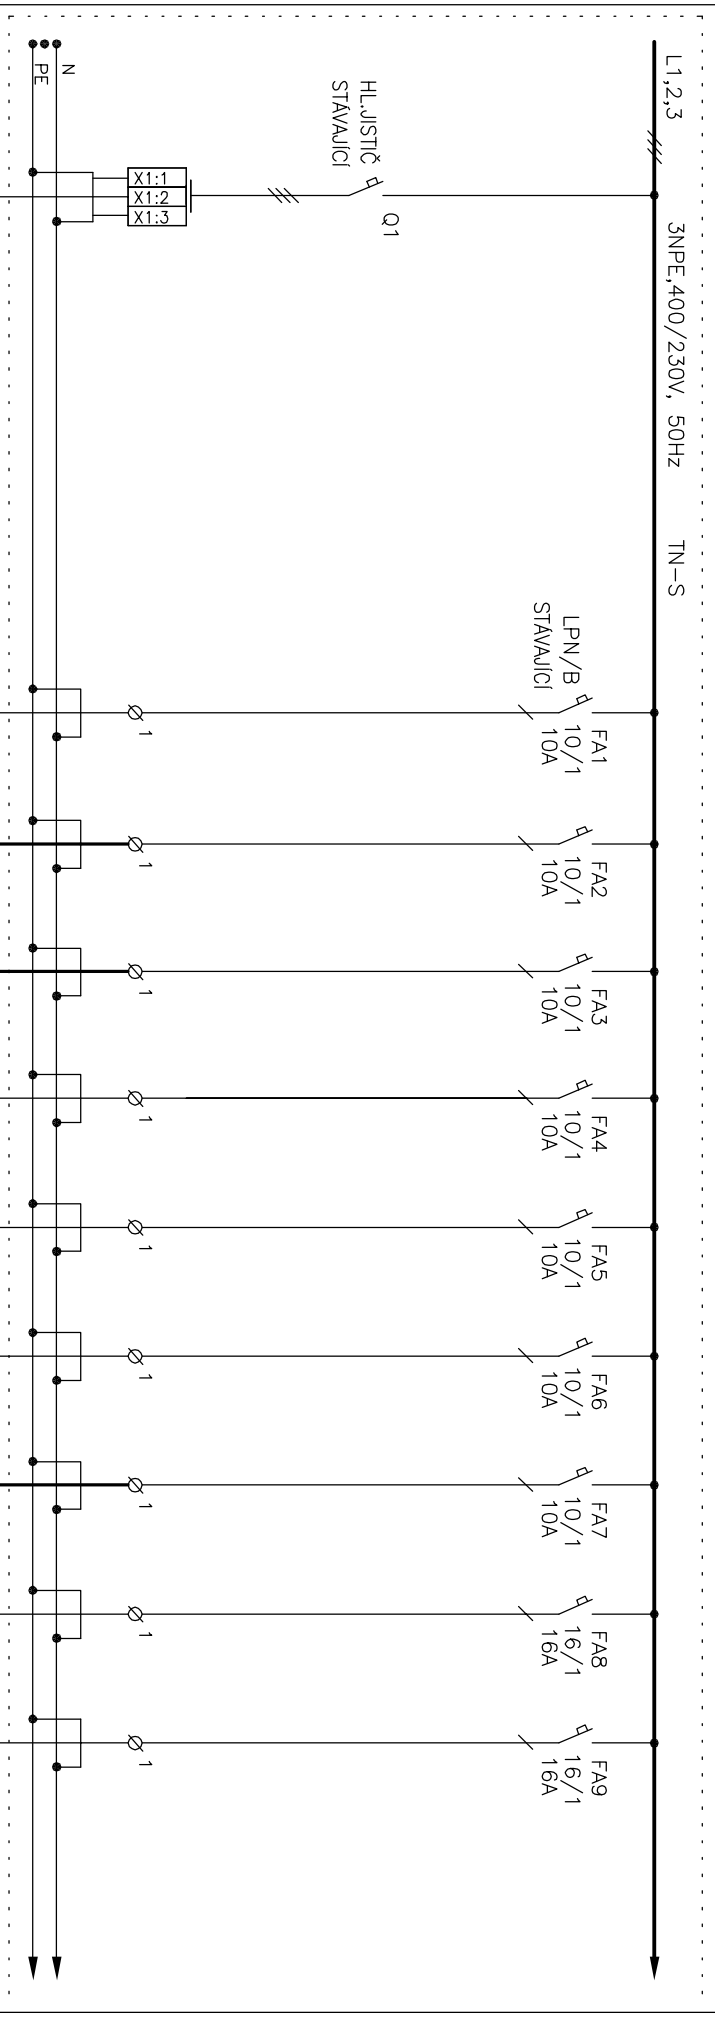 L1,2,3
3NPE,400/230V, 50Hz
TN-S
HL.JISTIČ
STÁVAJÍCÍ
Q1
N
PE
X1:1
X1:2
X1:3
LPN/B
STÁVAJÍCÍ
FA1
10/1
10A
1
FA2
10/1
10A
1
FA3
10/1
10A
1
FA4
10/1
10A
1
FA5
10/1
10A
1
FA6
10/1
10A
1
FA7
10/1
10A
1
FA8
16/1
16A
1
FA9
16/1
16A
1